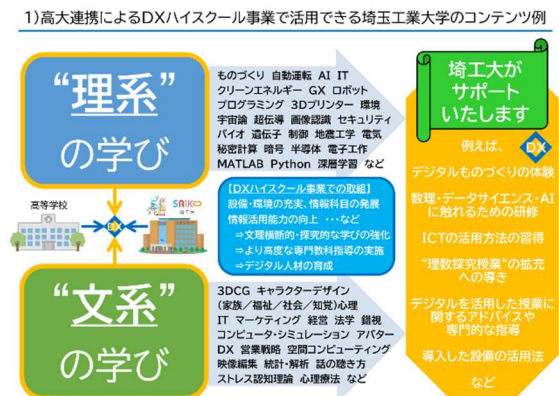 1)高大連携によるDXハイスクール事業で活用できる埼玉工業大学のコンテンツ例
“理系”
の学び
ものづくり 自動運転 AI IT
クリーンエネルギー GX ロボット
プログラミング 3Dプリンター 環境
宇宙論 超伝導 画像認識 セキュリティ
バイオ 遺伝子 制御 地震工学 電気
秘密計算 暗号 半導体 電子工作
MATLAB Python 深層学習 など
高等学校
SAIKO
DX
【DXハイスクール事業での取組】
設備・環境の充実、情報科目の発展
情報活用能力の向上 ・・・など
⇒文理横断的・探究的な学びの強化
⇒より高度な専門教科指導の実施
⇒デジタル人材の育成
“文系”
の学び
3DCG キャラクターデザイン
(家族／福祉／社会／知覚)心理
IT マーケティング 経営 法学 錯視
コンピュータ・シミュレーション アバター
DX 営業戦略 空間コンピューティング
映像編集 統計・解析 話の聴き方
ストレス認知理論 心理療法 など
埼工大が
サポート
いたします
例えば、
DX
デジタルものづくりの体験
数理・データサイエンス・AI
に触れるための研修
ICTの活用方法の習得
“理数探究授業”の拡充
への導き
デジタルを活用した授業に
関するアドバイスや
専門的な指導
導入した設備の活用法
など